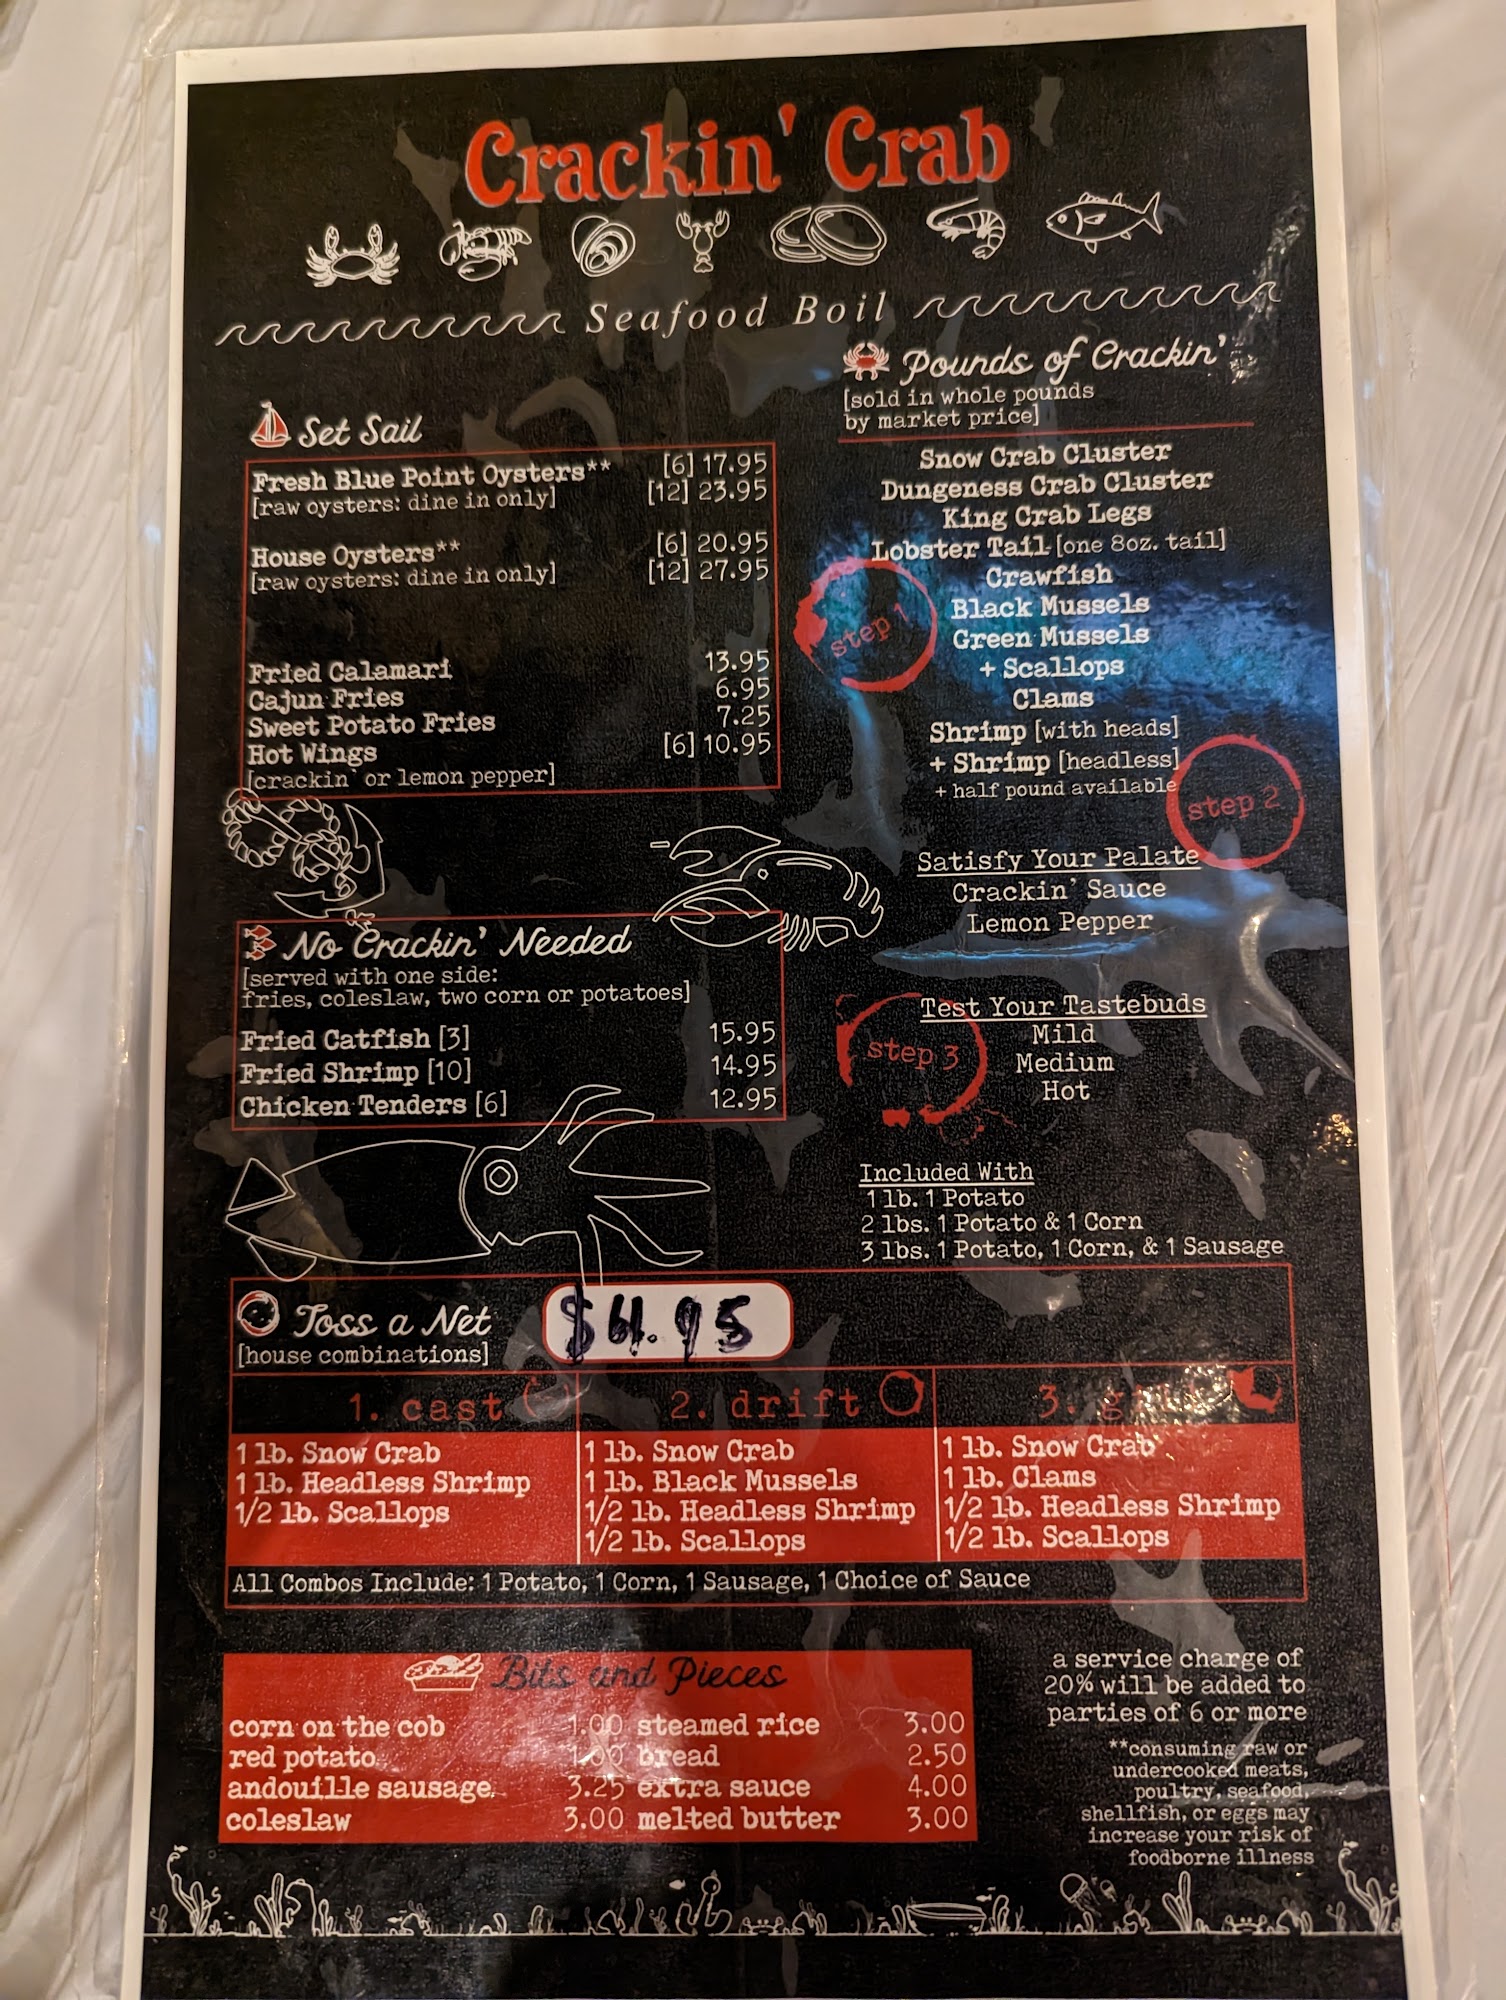 Crackin' Crab
Seafood Boil
Set Sail
Fresh Blue Point Oysters** [6] 17.95
[raw oysters: dine in only] [12] 23.95
House Oysters** [6] 20.95
[raw oysters: dine in only] [12] 27.95
Fried Calamari 13.95
Cajun Fries 6.95
Sweet Potato Fries 7.25
Hot Wings [6] 10.95
[crackin' or lemon pepper]
No Crackin' Needed
[served with one side:
fries, coleslaw, two corn or potatoes]
Fried Catfish [3] 15.95
Fried Shrimp [10] 14.95
Chicken Tenders [6] 12.95
Pounds of Crackin'
[sold in whole pounds
by market price]
step 1
Snow Crab Cluster
Dungeness Crab Cluster
King Crab Legs
Lobster Tail [one 8oz. tail]
Crawfish
Black Mussels
Green Mussels
+ Scallops
Clams
Shrimp [with heads]
+ Shrimp [headless]
+ half pound available
step 2
Satisfy Your Palate
Crackin' Sauce
Lemon Pepper
step 3
Test Your Tastebuds
Mild
Medium
Hot
Included With
1 lb. 1 Potato
2 lbs. 1 Potato & 1 Corn
3 lbs. 1 Potato, 1 Corn, & 1 Sausage
Toss a Net $61.95
[house combinations]
1. cast
1 lb. Snow Crab
1 lb. Headless Shrimp
1/2 lb. Scallops
2. drift
1 lb. Snow Crab
1 lb. Black Mussels
1/2 lb. Headless Shrimp
1/2 lb. Scallops
3.
1 lb. Snow Crab
1 lb. Clams
1/2 lb. Headless Shrimp
1/2 lb. Scallops
All Combos Include: 1 Potato, 1 Corn, 1 Sausage, 1 Choice of Sauce
Bits and Pieces
corn on the cob 1.00 steamed rice 3.00
red potato 1.00 bread 2.50
andouille sausage 3.25 extra sauce 4.00
coleslaw 3.00 melted butter 3.00
a service charge of
20% will be added to
parties of 6 or more
**consuming raw or
undercooked meats,
poultry, seafood,
shellfish, or eggs may
increase your risk of
foodborne illness